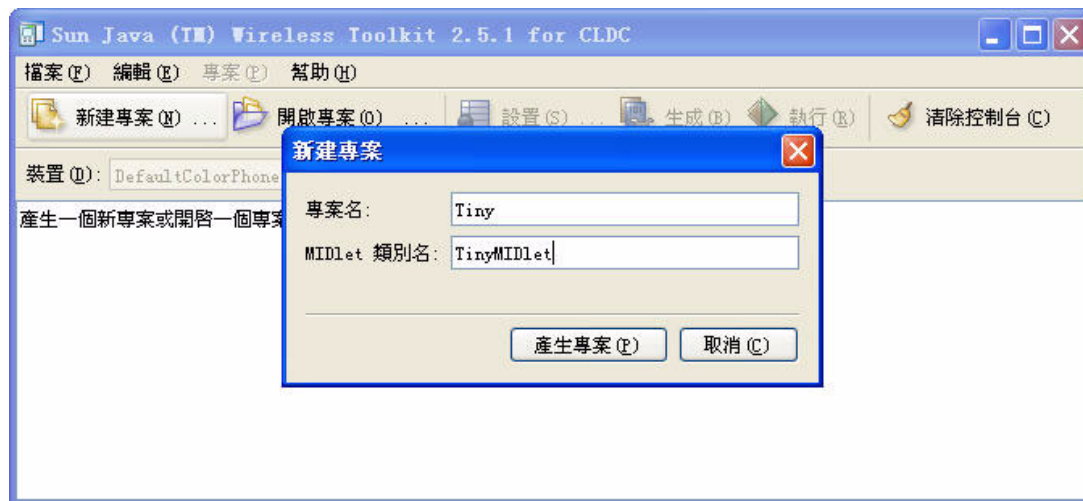 Sun Java (TM) Wireless Toolkit 2.5.1 for CLDC
檔案(F) 編輯(E) 專案(P) 幫助(H)
新建專案(N) ... 開啟專案(O) ... 設置(S) ... 生成(B) 執行(R) 清除控制台(C)
裝置(D): DefaultColorPhone
產生一個新專案或開啓一個專案
新建專案
專案名: Tiny
MIDlet 類別名: TinyMIDlet
產生專案(P) 取消(C)